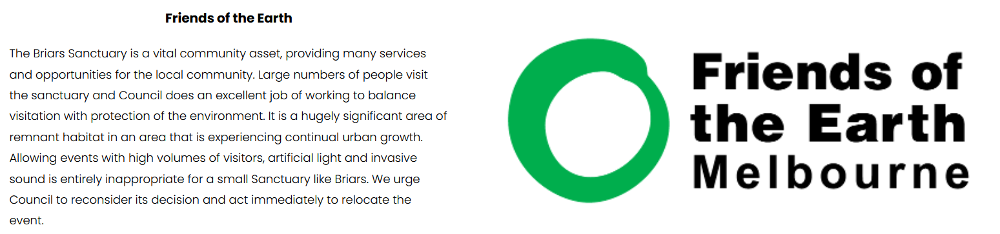 Friends of the Earth
The Briars Sanctuary is a vital community asset, providing many services
and opportunities for the local community. Large numbers of people visit
the sanctuary and Council does an excellent job of working to balance
visitation with protection of the environment. It is a hugely significant area of
remnant habitat in an area that is experiencing continual urban growth.
Allowing events with high volumes of visitors, artificial light and invasive
sound is entirely inappropriate for a small Sanctuary like Briars. We urge
Council to reconsider its decision and act immediately to relocate the
event.
Friends of
the Earth
Melbourne